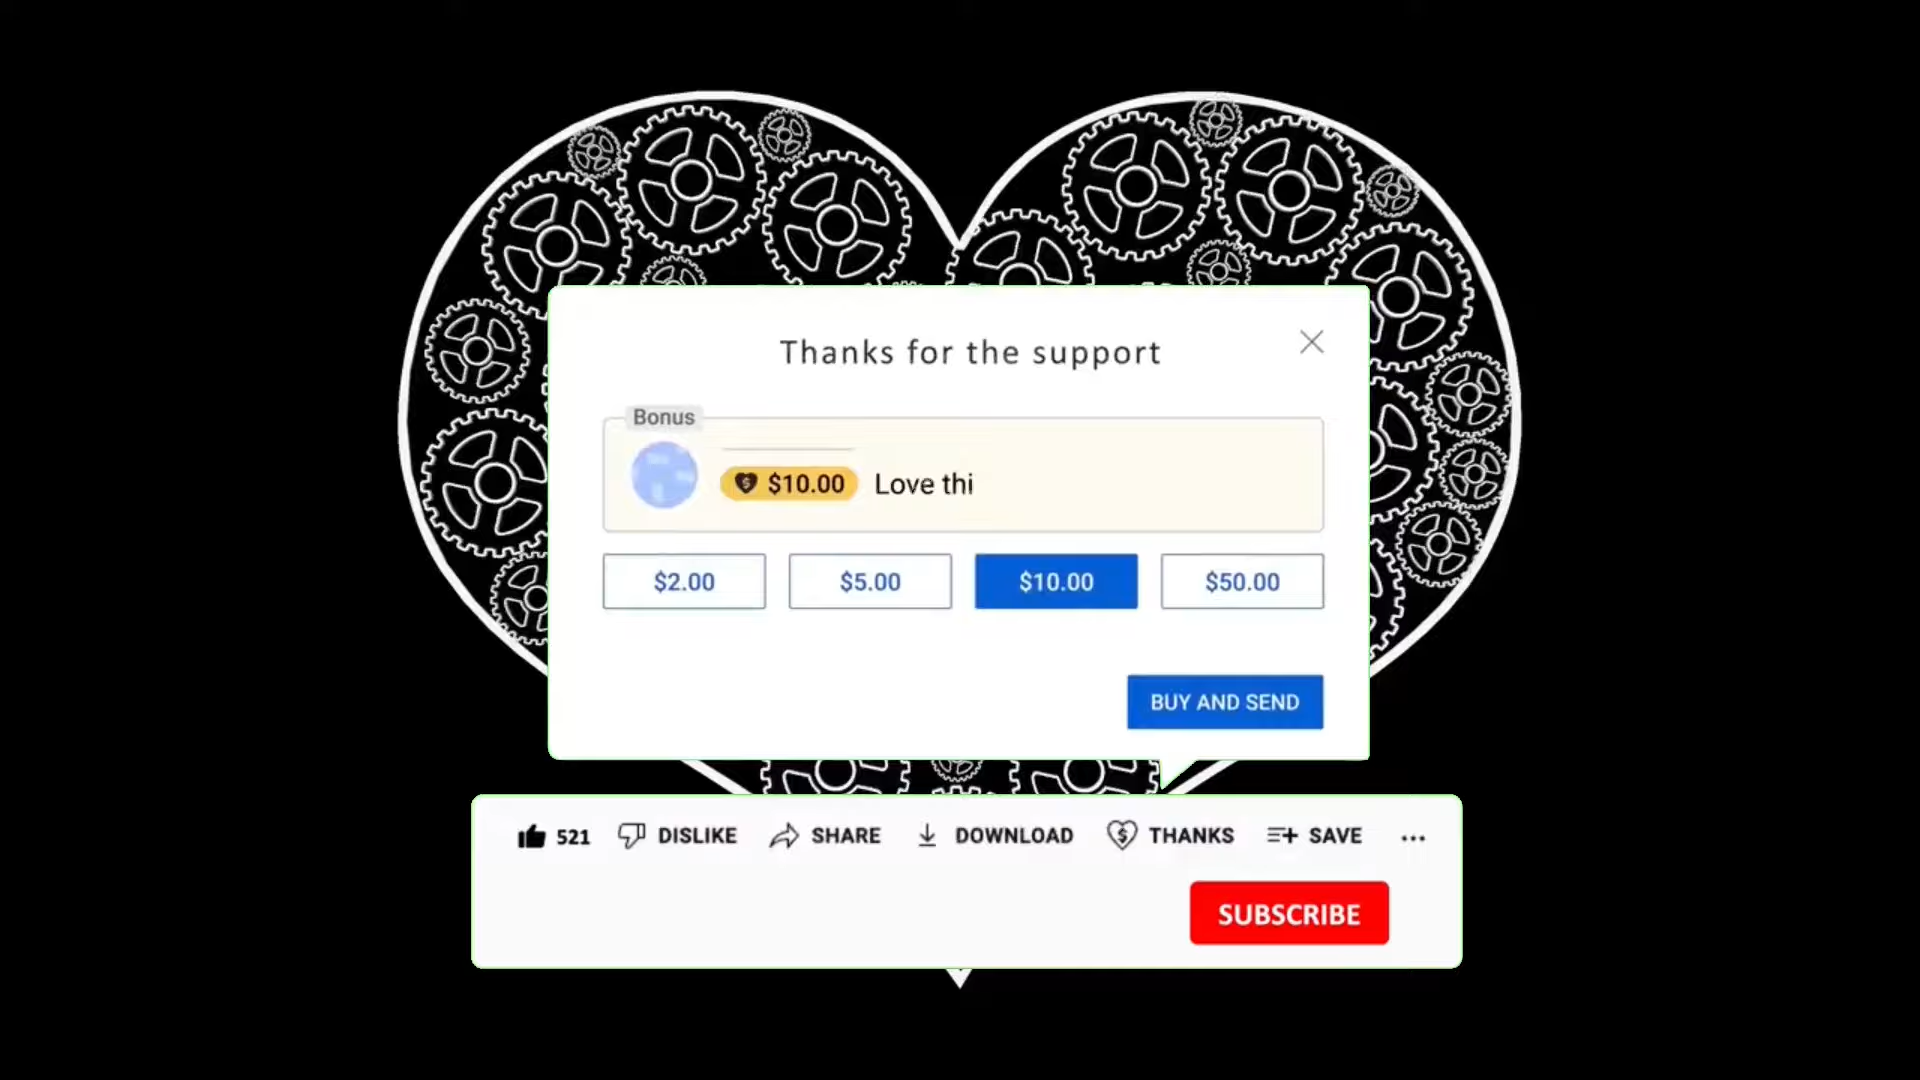 Thanks for the support
Bonus
$10.00 Love thi
$2.00 $5.00 $10.00 $50.00
BUY AND SEND
521 DISLIKE SHARE DOWNLOAD THANKS SAVE ...
SUBSCRIBE